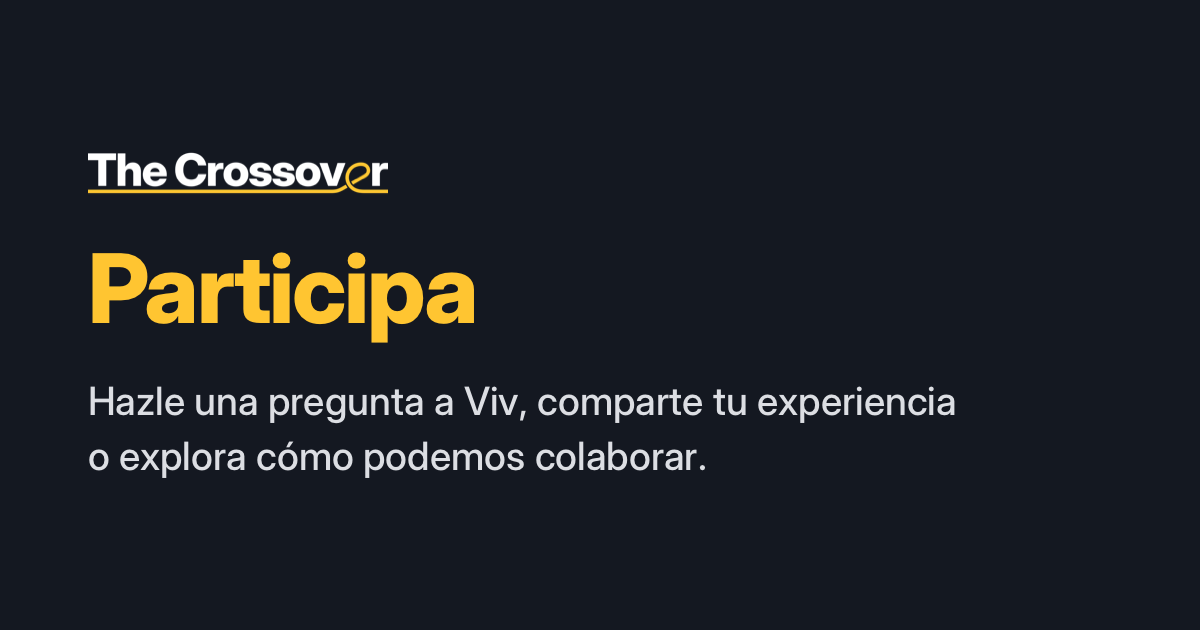 The Crossover
Participa
Hazle una pregunta a Viv, comparte tu experiencia
o explora cómo podemos colaborar.